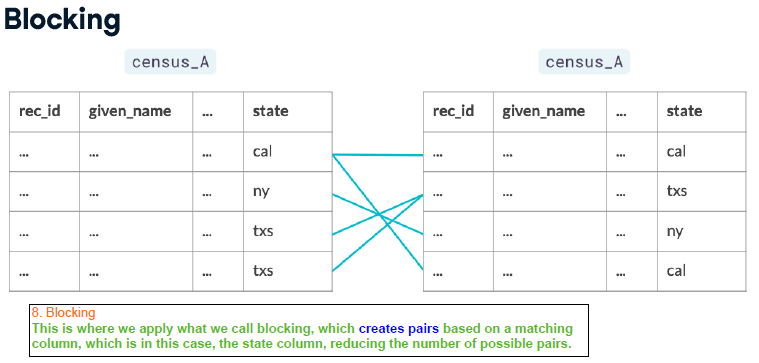 Blocking
census_A census_A
rec_id given_name ... state rec_id given_name ... state
... ... ... cal ... ... ... cal
... ... ... ny ... ... ... txs
... ... ... txs ... ... ... ny
... ... ... txs ... ... ... cal
8. Blocking
This is where we apply what we call blocking, which creates pairs based on a matching
column, which is in this case, the state column, reducing the number of possible pairs.